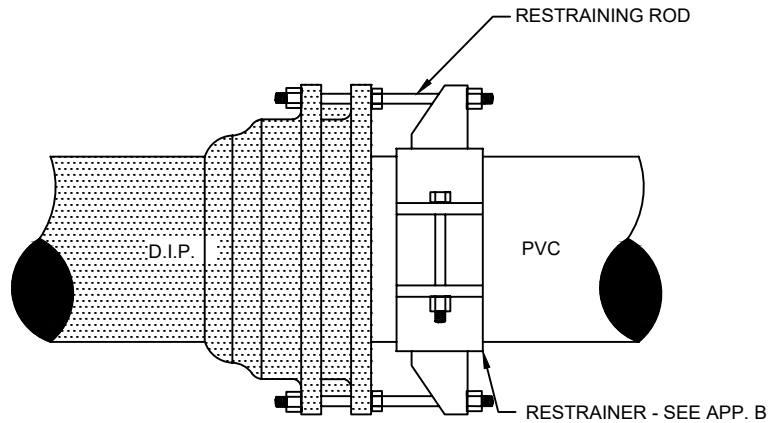 RESTRAINING ROD
D.I.P.
PVC
RESTRAINER - SEE APP. B